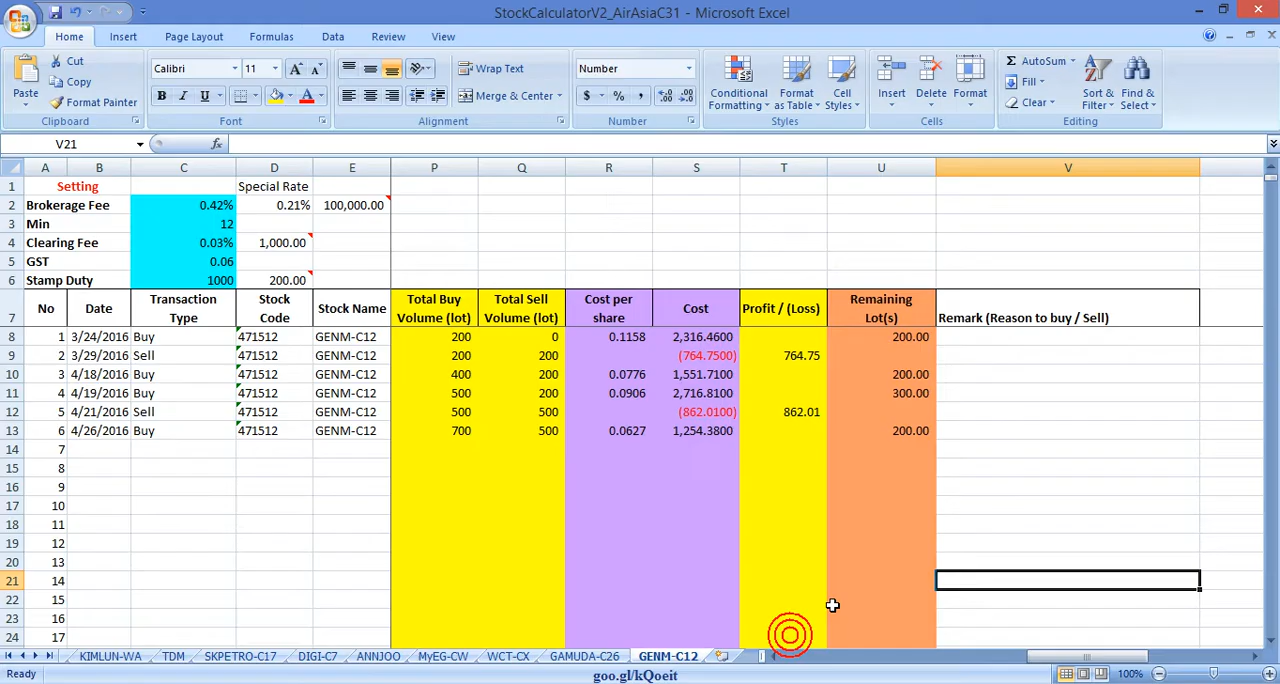 StockCalculatorV2_AirAsiaC31 - Microsoft Excel
Home Insert Page Layout Formulas Data Review View
Paste Cut Copy Format Painter Clipboard
Calibri 11 A A B I U A Font
Wrap Text Merge & Center Alignment
Number $ % , Number
Conditional Formatting Format as Table Cell Styles Styles
Insert Delete Format Cells
Σ AutoSum Fill Clear Sort & Filter Find & Select Editing
V21 fx
A B C D E P Q R S T U V
1 Setting Special Rate
2 Brokerage Fee 0.42% 0.21% 100,000.00
3 Min 12
4 Clearing Fee 0.03% 1,000.00
5 GST 0.06
6 Stamp Duty 1000 200.00
7 No Date Transaction Type Stock Code Stock Name Total Buy Volume (lot) Total Sell Volume (lot) Cost per share Cost Profit / (Loss) Remaining Lot(s) Remark (Reason to buy / Sell)
8 1 3/24/2016 Buy 471512 GENM-C12 200 0 0.1158 2,316.4600 200.00
9 2 3/29/2016 Sell 471512 GENM-C12 200 200 (764.7500) 764.75
10 3 4/18/2016 Buy 471512 GENM-C12 400 200 0.0776 1,551.7100 200.00
11 4 4/19/2016 Buy 471512 GENM-C12 500 200 0.0906 2,716.8100 300.00
12 5 4/21/2016 Sell 471512 GENM-C12 500 500 (862.0100) 862.01
13 6 4/26/2016 Buy 471512 GENM-C12 700 500 0.0627 1,254.3800 200.00
14 7
15 8
16 9
17 10
18 11
19 12
20 13
21 14
22 15
23 16
24 17
KIMLUN-WA TDM SKPETRO-C17 DIGI-C7 ANNJOO MyEG-CW WCT-CX GAMUDA-C26 GENM-C12
Ready goo.gl/kQoeit 100%